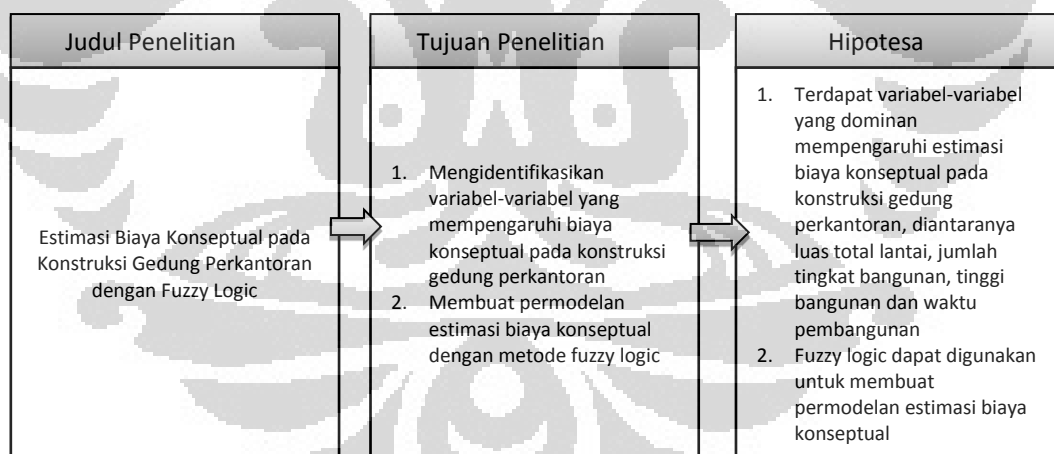 Judul Penelitian
Estimasi Biaya Konseptual pada
Konstruksi Gedung Perkantoran
dengan Fuzzy Logic
Tujuan Penelitian
1. Mengidentifikasikan
variabel-variabel yang
mempengaruhi biaya
konseptual pada konstruksi
gedung perkantoran
2. Membuat permodelan
estimasi biaya konseptual
dengan metode fuzzy logic
Hipotesa
1. Terdapat variabel-variabel
yang dominan
mempengaruhi estimasi
biaya konseptual pada
konstruksi gedung
perkantoran, diantaranya
luas total lantai, jumlah
tingkat bangunan, tinggi
bangunan dan waktu
pembangunan
2. Fuzzy logic dapat digunakan
untuk membuat
permodelan estimasi biaya
konseptual